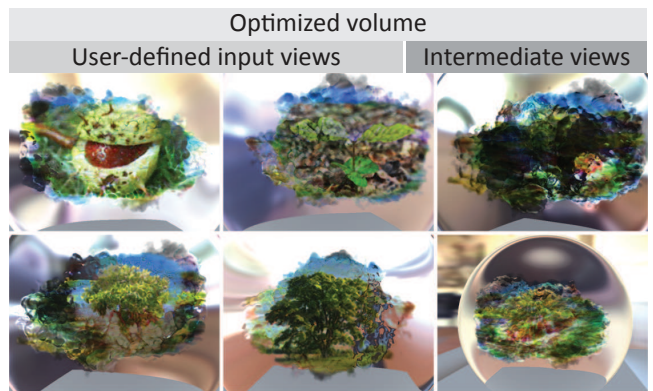 Optimized volume
User-defined input views
Intermediate views